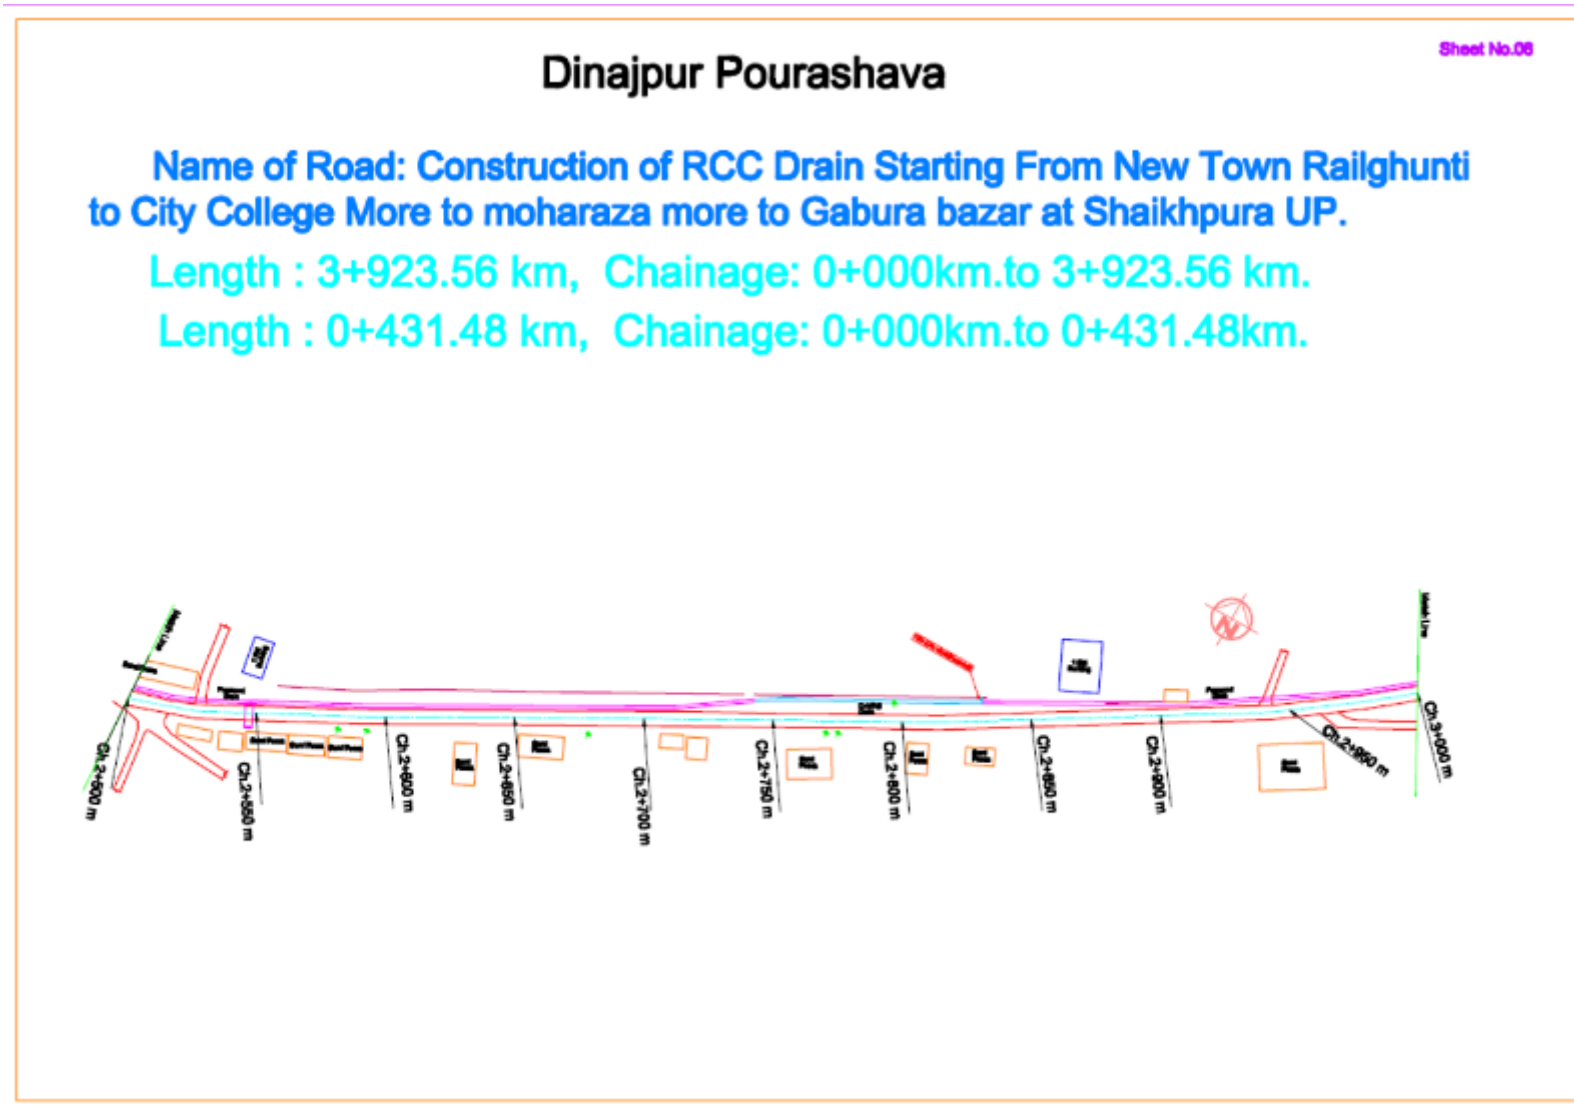 Sheet No.06
Dinajpur Pourashava
Name of Road: Construction of RCC Drain Starting From New Town Railghunti
to City College More to moharaza more to Gabura bazar at Shaikhpura UP.
Length : 3+923.56 km, Chainage: 0+000km.to 3+923.56 km.
Length : 0+431.48 km, Chainage: 0+000km.to 0+431.48km.
Match Line
Match Line
Ch.2+500 m
Ch.2+550 m
Ch.2+600 m
Ch.2+650 m
Ch.2+700 m
Ch.2+750 m
Ch.2+800 m
Ch.2+850 m
Ch.2+900 m
Ch.2+950 m
Ch.3+000 m
N